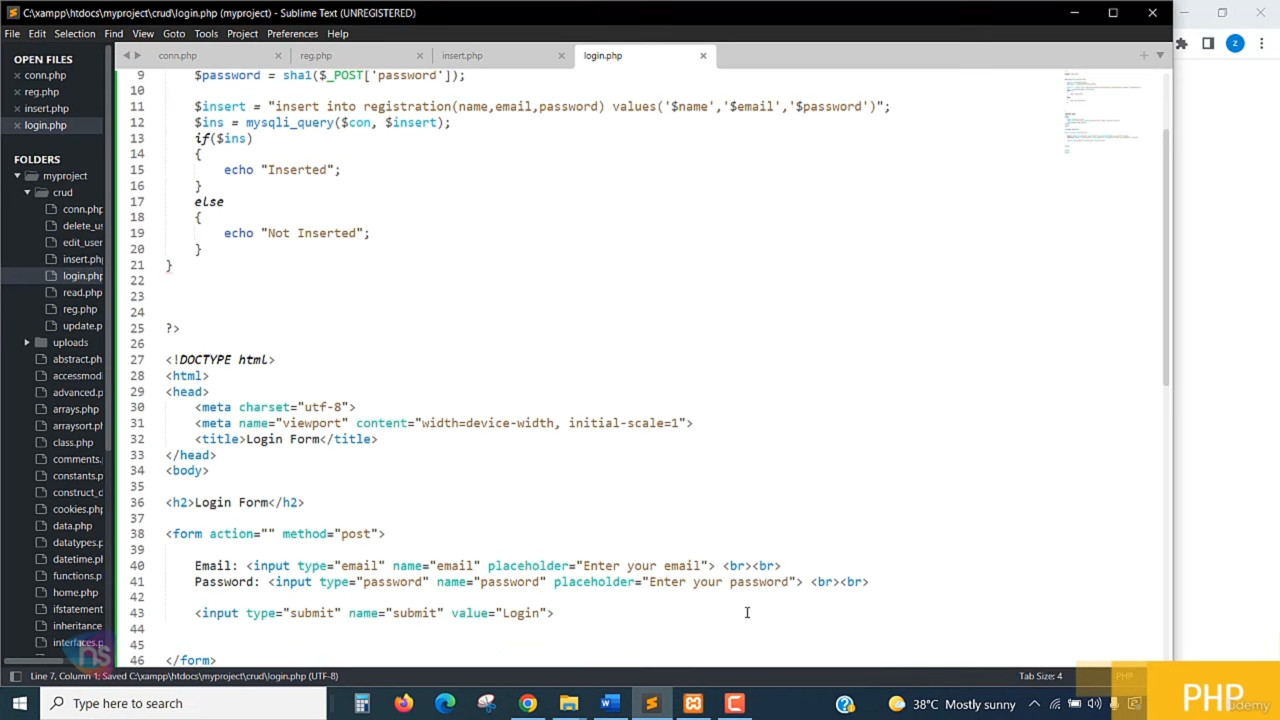 C:\xampp\htdocs\myproject\crud\login.php (myproject) - Sublime Text (UNREGISTERED)
File Edit Selection Find View Goto Tools Project Preferences Help
OPEN FILES
conn.php
reg.php
insert.php
login.php
FOLDERS
myproject
crud
conn.php
delete_us
edit_user
insert.ph
login.php
read.php
reg.php
update.p
uploads
abstract.ph
accessmod
advanced.p
arrays.php
arraysort.ph
class.php
comments.
constants.p
construct_d
cookies.php
data.php
datatypes.p
datetime.ph
functions.p
home.php
ifstatement
inheritance
interfaces.p
conn.php reg.php insert.php login.php
9 $password = sha1($_POST['password']);
10
11 $insert = "insert into registration(name,email,password) values('$name','$email','$password')";
12 $ins = mysqli_query($con, $insert);
13 if($ins)
14 {
15 echo "Inserted";
16 }
17 else
18 {
19 echo "Not Inserted";
20 }
21 }
22
23
24
25 ?>
26
27 <!DOCTYPE html>
28 <html>
29 <head>
30 <meta charset="utf-8">
31 <meta name="viewport" content="width=device-width, initial-scale=1">
32 <title>Login Form</title>
33 </head>
34 <body>
35
36 <h2>Login Form</h2>
37
38 <form action="" method="post">
39
40 Email: <input type="email" name="email" placeholder="Enter your email"> <br><br>
41 Password: <input type="password" name="password" placeholder="Enter your password"> <br><br>
42
43 <input type="submit" name="submit" value="Login">
44
45
46 </form>
Z
Line 7, Column 1; Saved C:\xampp\htdocs\myproject\crud\login.php (UTF-8)
Tab Size: 4
PHP
ns
Type here to search
38°C Mostly sunny
PHP
Udemy